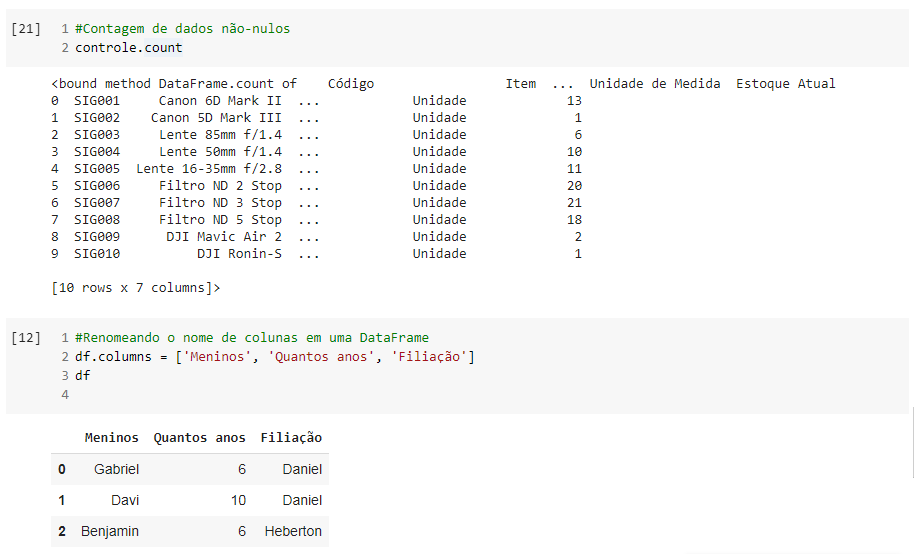 [21] 1 #Contagem de dados não-nulos
2 controle.count
<bound method DataFrame.count of Código Item ... Unidade de Medida Estoque Atual
0 SIG001 Canon 6D Mark II ... Unidade 13
1 SIG002 Canon 5D Mark III ... Unidade 1
2 SIG003 Lente 85mm f/1.4 ... Unidade 6
3 SIG004 Lente 50mm f/1.4 ... Unidade 10
4 SIG005 Lente 16-35mm f/2.8 ... Unidade 11
5 SIG006 Filtro ND 2 Stop ... Unidade 20
6 SIG007 Filtro ND 3 Stop ... Unidade 21
7 SIG008 Filtro ND 5 Stop ... Unidade 18
8 SIG009 DJI Mavic Air 2 ... Unidade 2
9 SIG010 DJI Ronin-S ... Unidade 1
[10 rows x 7 columns]>
[12] 1 #Renomeando o nome de colunas em uma DataFrame
2 df.columns = ['Meninos', 'Quantos anos', 'Filiação']
3 df
4
Meninos Quantos anos Filiação
0 Gabriel 6 Daniel
1 Davi 10 Daniel
2 Benjamin 6 Heberton